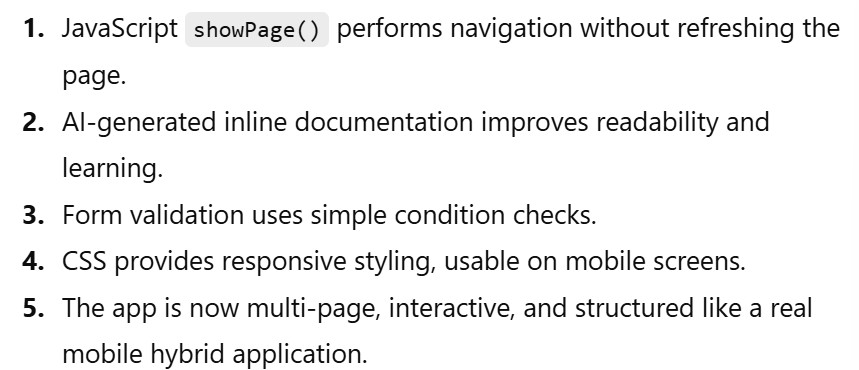 1. JavaScript showPage() performs navigation without refreshing the
page.
2. AI-generated inline documentation improves readability and
learning.
3. Form validation uses simple condition checks.
4. CSS provides responsive styling, usable on mobile screens.
5. The app is now multi-page, interactive, and structured like a real
mobile hybrid application.